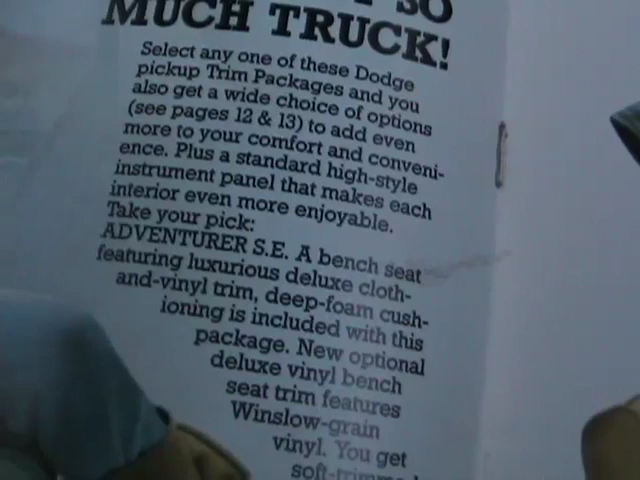 SO
MUCH TRUCK!
Select any one of these Dodge
pickup Trim Packages and you
also get a wide choice of options
(see pages 12 & 13) to add even
more to your comfort and conveni-
ence. Plus a standard high-style
instrument panel that makes each
interior even more enjoyable.
Take your pick:
ADVENTURER S.E. A bench seat
featuring luxurious deluxe cloth-
and-vinyl trim, deep-foam cush-
ioning is included with this
package. New optional
deluxe vinyl bench
seat trim features
Winslow-grain
vinyl. You get
soft-trimmed